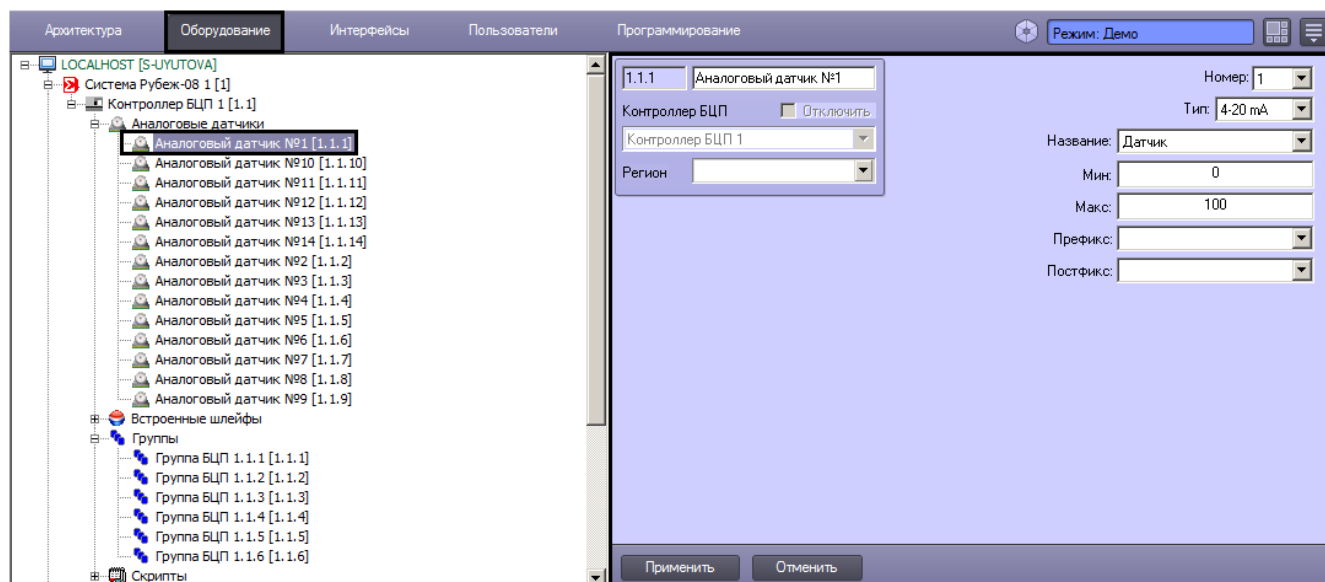 Архитектура Оборудование Интерфейсы Пользователи Программирование Режим: Демо
LOCALHOST [S-UYUTOVA]
Система Рубеж-08 1 [1]
Контроллер БЦП 1 [1.1]
Аналоговые датчики
Аналоговый датчик №1 [1.1.1]
Аналоговый датчик №10 [1.1.10]
Аналоговый датчик №11 [1.1.11]
Аналоговый датчик №12 [1.1.12]
Аналоговый датчик №13 [1.1.13]
Аналоговый датчик №14 [1.1.14]
Аналоговый датчик №2 [1.1.2]
Аналоговый датчик №3 [1.1.3]
Аналоговый датчик №4 [1.1.4]
Аналоговый датчик №5 [1.1.5]
Аналоговый датчик №6 [1.1.6]
Аналоговый датчик №7 [1.1.7]
Аналоговый датчик №8 [1.1.8]
Аналоговый датчик №9 [1.1.9]
Встроенные шлейфы
Группы
Группа БЦП 1.1.1 [1.1.1]
Группа БЦП 1.1.2 [1.1.2]
Группа БЦП 1.1.3 [1.1.3]
Группа БЦП 1.1.4 [1.1.4]
Группа БЦП 1.1.5 [1.1.5]
Группа БЦП 1.1.6 [1.1.6]
Скрипты
1.1.1 Аналоговый датчик №1
Контроллер БЦП Отключить
Контроллер БЦП 1
Регион
Номер: 1
Тип: 4-20 mA
Название: Датчик
Мин: 0
Макс: 100
Префикс:
Постфикс:
Применить Отменить